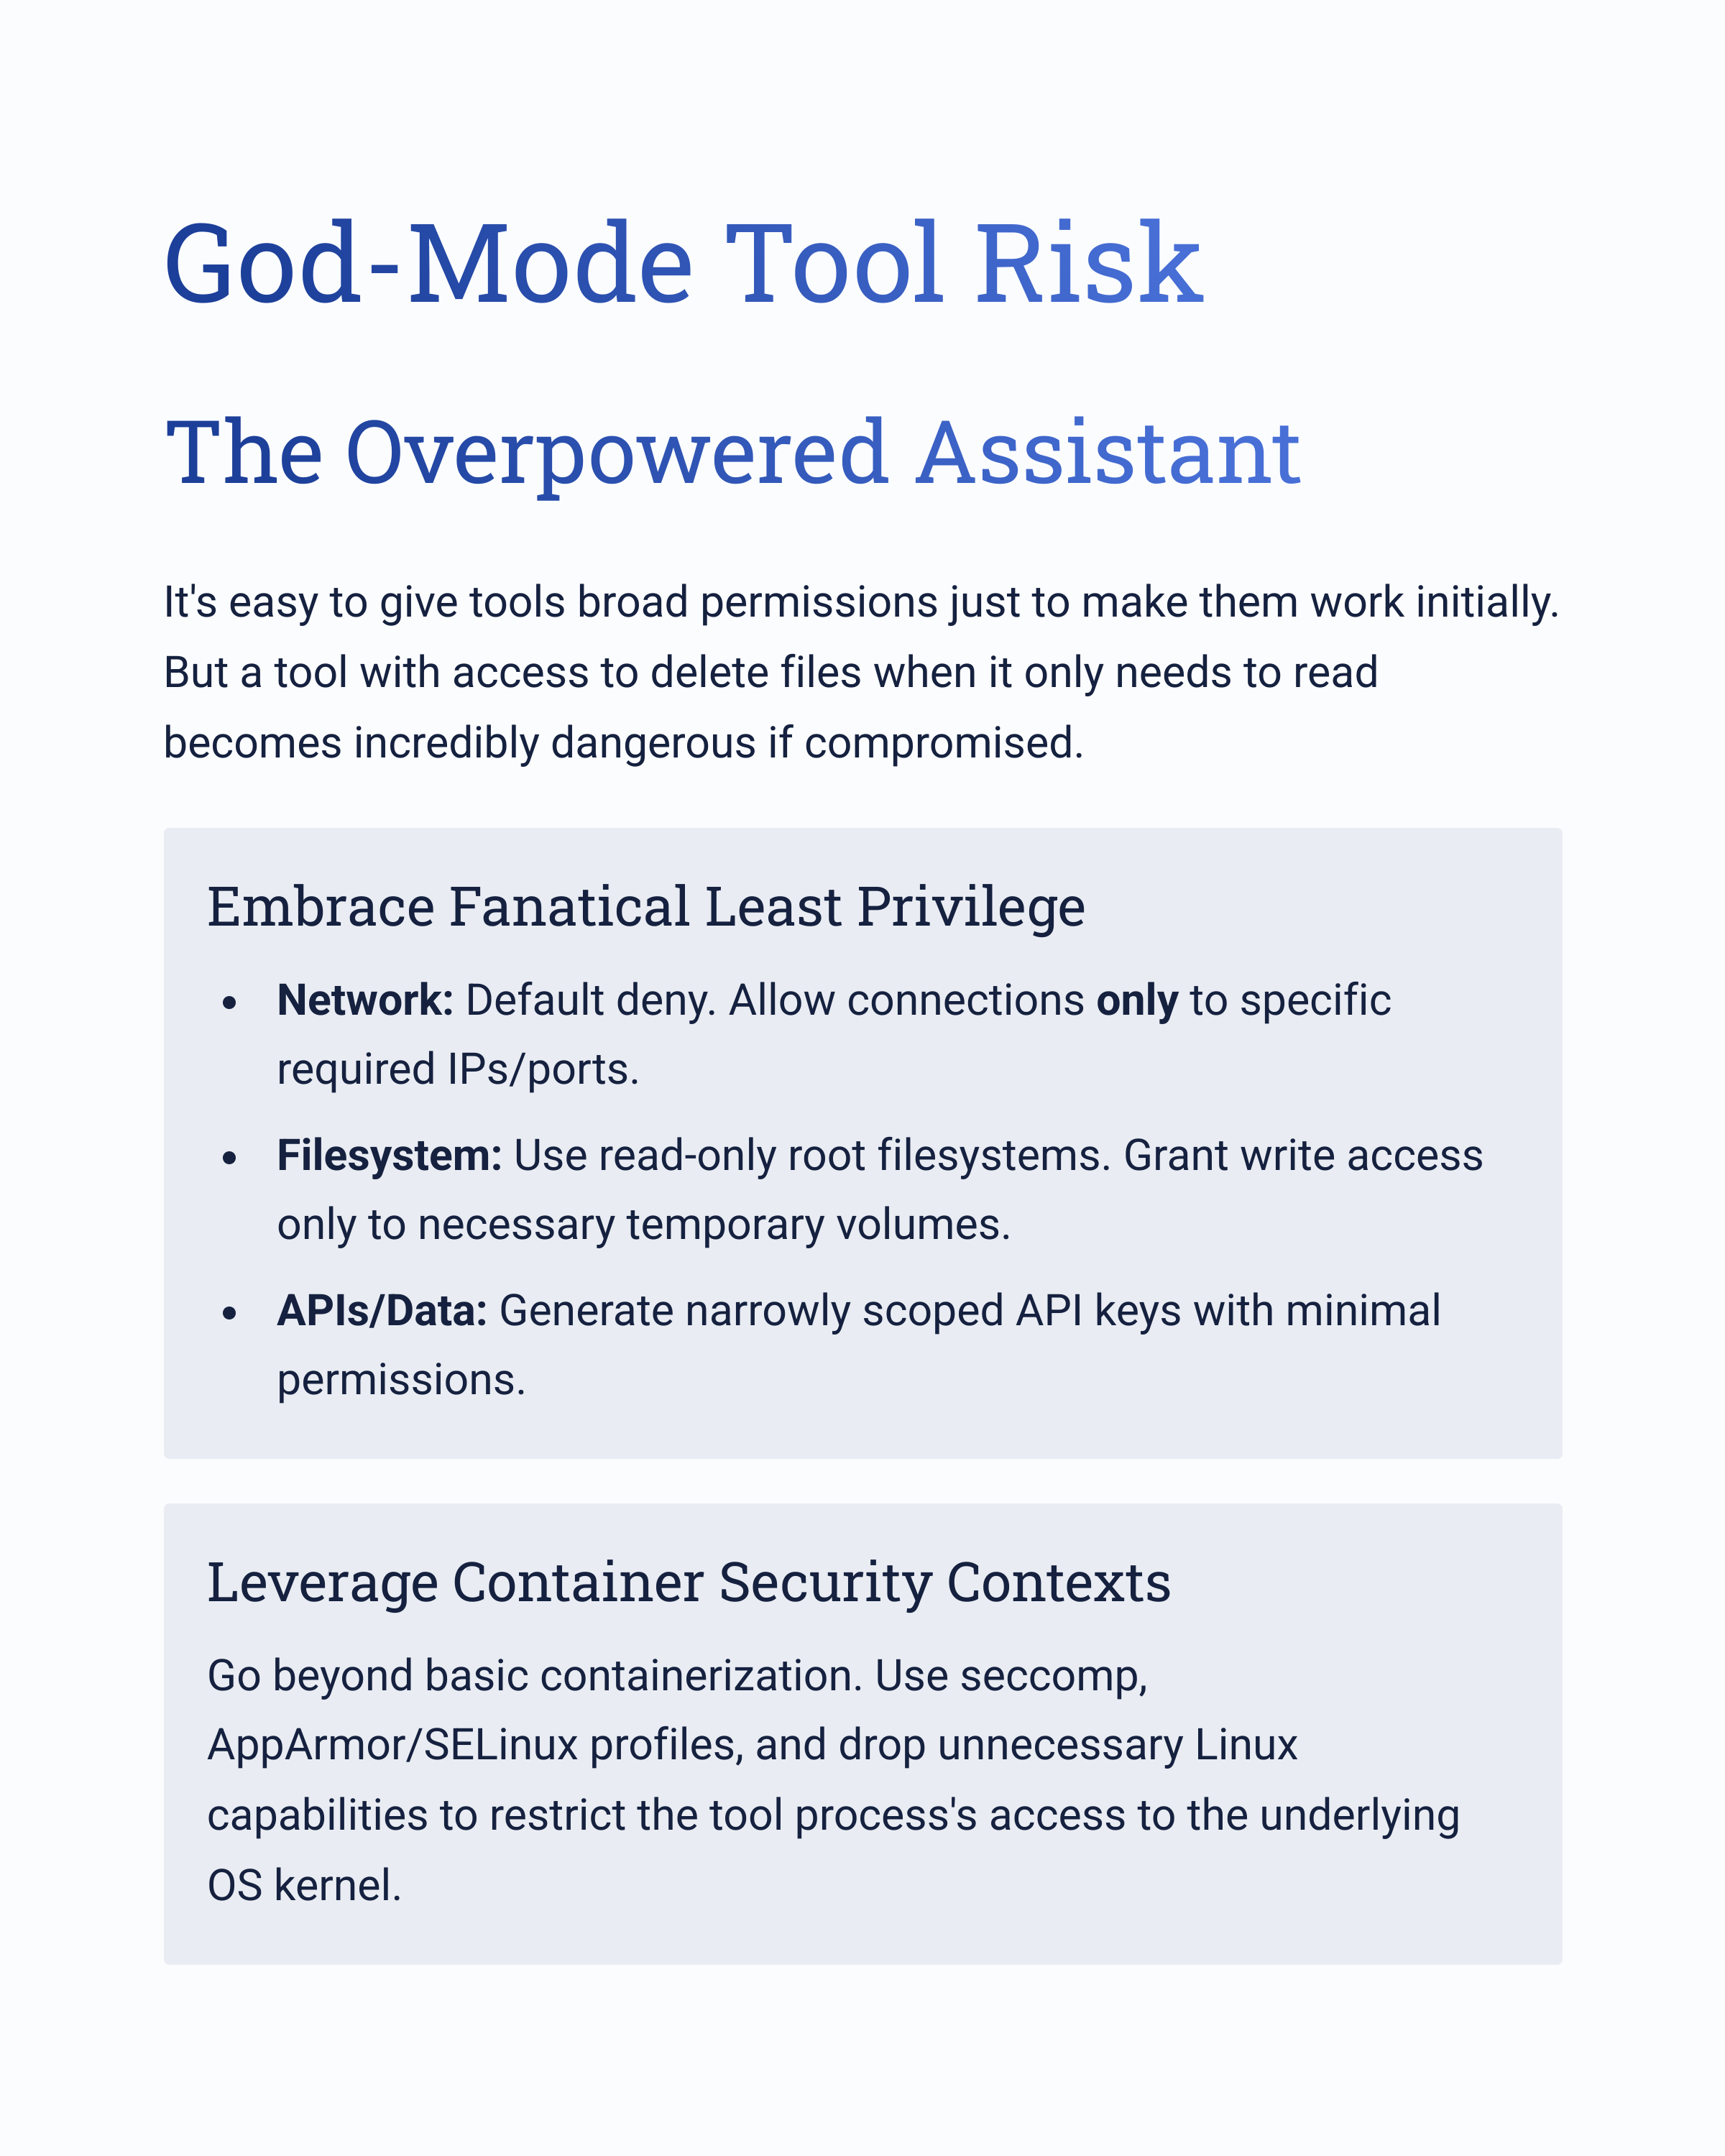 God-Mode Tool Risk
The Overpowered Assistant
It's easy to give tools broad permissions just to make them work initially.
But a tool with access to delete files when it only needs to read
becomes incredibly dangerous if compromised.
Embrace Fanatical Least Privilege
• Network: Default deny. Allow connections only to specific
required IPs/ports.
• Filesystem: Use read-only root filesystems. Grant write access
only to necessary temporary volumes.
• APIs/Data: Generate narrowly scoped API keys with minimal
permissions.
Leverage Container Security Contexts
Go beyond basic containerization. Use seccomp,
AppArmor/SELinux profiles, and drop unnecessary Linux
capabilities to restrict the tool process's access to the underlying
OS kernel.